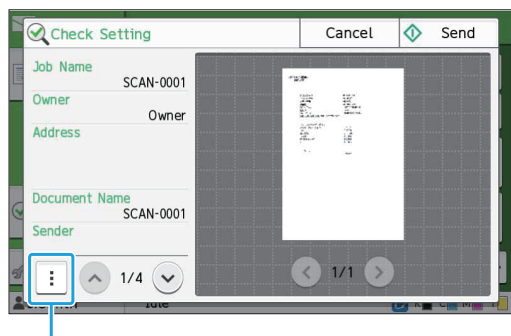 Check Setting
Cancel
Send
Job Name
SCAN-0001
Owner
Owner
Address
Document Name
SCAN-0001
Sender
1/4
1/1
Idle